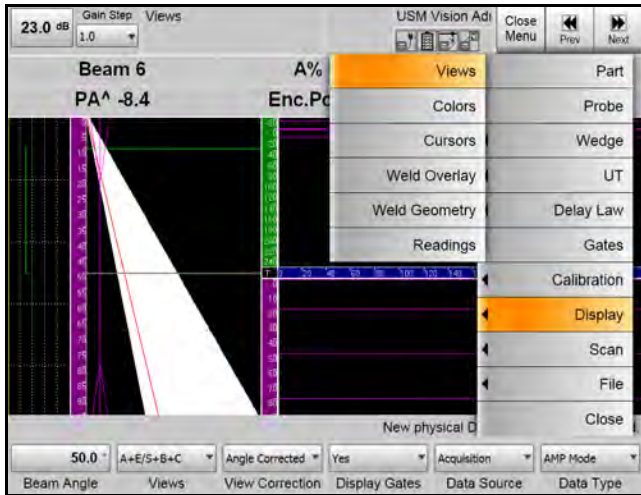 23.0 dB
Gain Step
1.0
Views
USM Vision Adi
Close Menu
Prev
Next
Beam 6
A%
PA^ -8.4
Enc.Po
Views
Colors
Cursors
Weld Overlay
Weld Geometry
Readings
Part
Probe
Wedge
UT
Delay Law
Gates
Calibration
Display
Scan
File
Close
New physical D
50.0 °
A+E/S+B+C
Angle Corrected
Yes
Acquisition
AMP Mode
Beam Angle
Views
View Correction
Display Gates
Data Source
Data Type